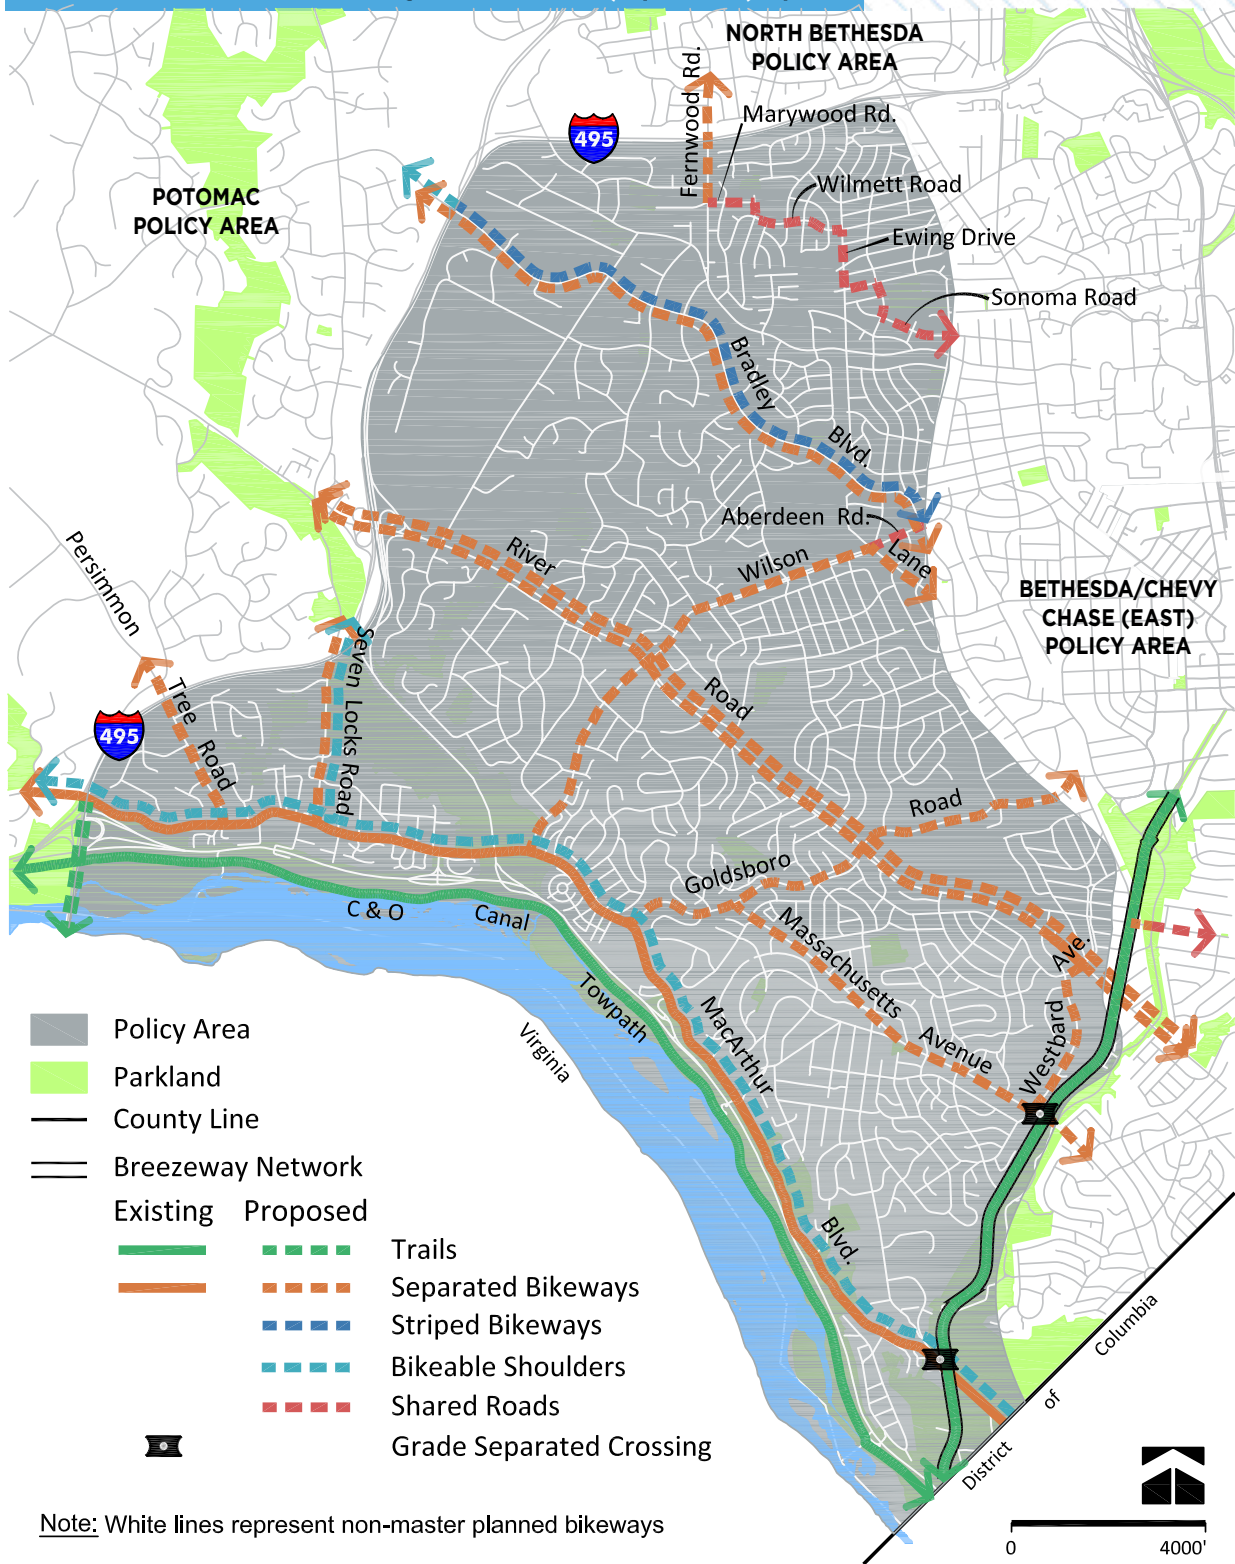 NORTH BETHESDA
POLICY AREA
Fernwood Rd.
Marywood Rd.
495
Wilmett Road
POTOMAC
POLICY AREA
Ewing Drive
Sonoma Road
Bradley
Blvd.
Aberdeen Rd.
Lane
Wilson
River
Persimmon
Tree
Road
BETHESDA/CHEVY
CHASE (EAST)
POLICY AREA
Seven Locks Road
Road
495
Road
Goldsboro
C & O
Canal
Towpath
Massachusetts
Avenue
Ave.
Westbard
MacArthur
Blvd.
Virginia
Policy Area
Parkland
County Line
Breezeway Network
Existing Proposed
Trails
Separated Bikeways
Striped Bikeways
Bikeable Shoulders
Shared Roads
Grade Separated Crossing
District
of
Columbia
Note: White lines represent non-master planned bikeways
0 4000'